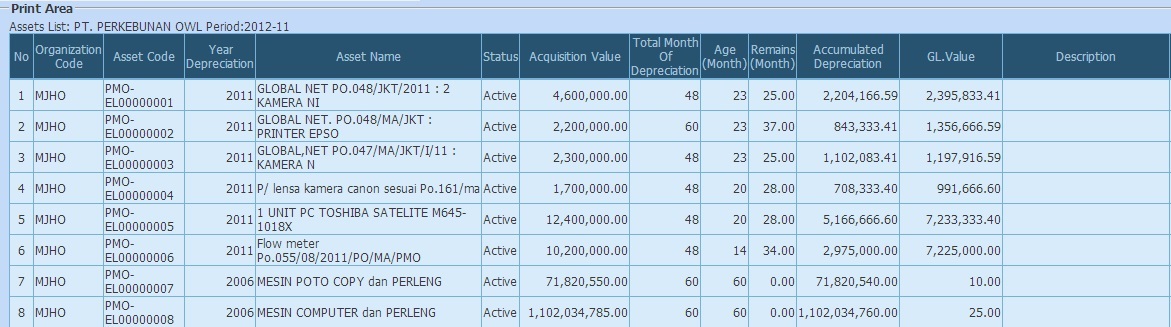 Print Area
Assets List: PT. PERKEBUNAN OWL Period:2012-11
No Organization Code Asset Code Year Depreciation Asset Name Status Acquisition Value Total Month Of Depreciation Age (Month) Remains (Month) Accumulated Depreciation GL.Value Description
1 MJHO PMO-EL00000001 2011 GLOBAL NET PO.048/JKT/2011 : 2 KAMERA NI Active 4,600,000.00 48 23 25.00 2,204,166.59 2,395,833.41
2 MJHO PMO-EL00000002 2011 GLOBAL NET. PO.048/MA/JKT : PRINTER EPSO Active 2,200,000.00 60 23 37.00 843,333.41 1,356,666.59
3 MJHO PMO-EL00000003 2011 GLOBAL,NET PO.047/MA/JKT/I/11 : KAMERA N Active 2,300,000.00 48 23 25.00 1,102,083.41 1,197,916.59
4 MJHO PMO-EL00000004 2011 P/ lensa kamera canon sesuai Po.161/ma Active 1,700,000.00 48 20 28.00 708,333.40 991,666.60
5 MJHO PMO-EL00000005 2011 1 UNIT PC TOSHIBA SATELITE M645-1018X Active 12,400,000.00 48 20 28.00 5,166,666.60 7,233,333.40
6 MJHO PMO-EL00000006 2011 Flow meter Po.055/08/2011/PO/MA/PMO Active 10,200,000.00 48 14 34.00 2,975,000.00 7,225,000.00
7 MJHO PMO-EL00000007 2006 MESIN POTO COPY dan PERLENG Active 71,820,550.00 60 60 0.00 71,820,540.00 10.00
8 MJHO PMO-EL00000008 2006 MESIN COMPUTER dan PERLENG Active 1,102,034,785.00 60 60 0.00 1,102,034,760.00 25.00